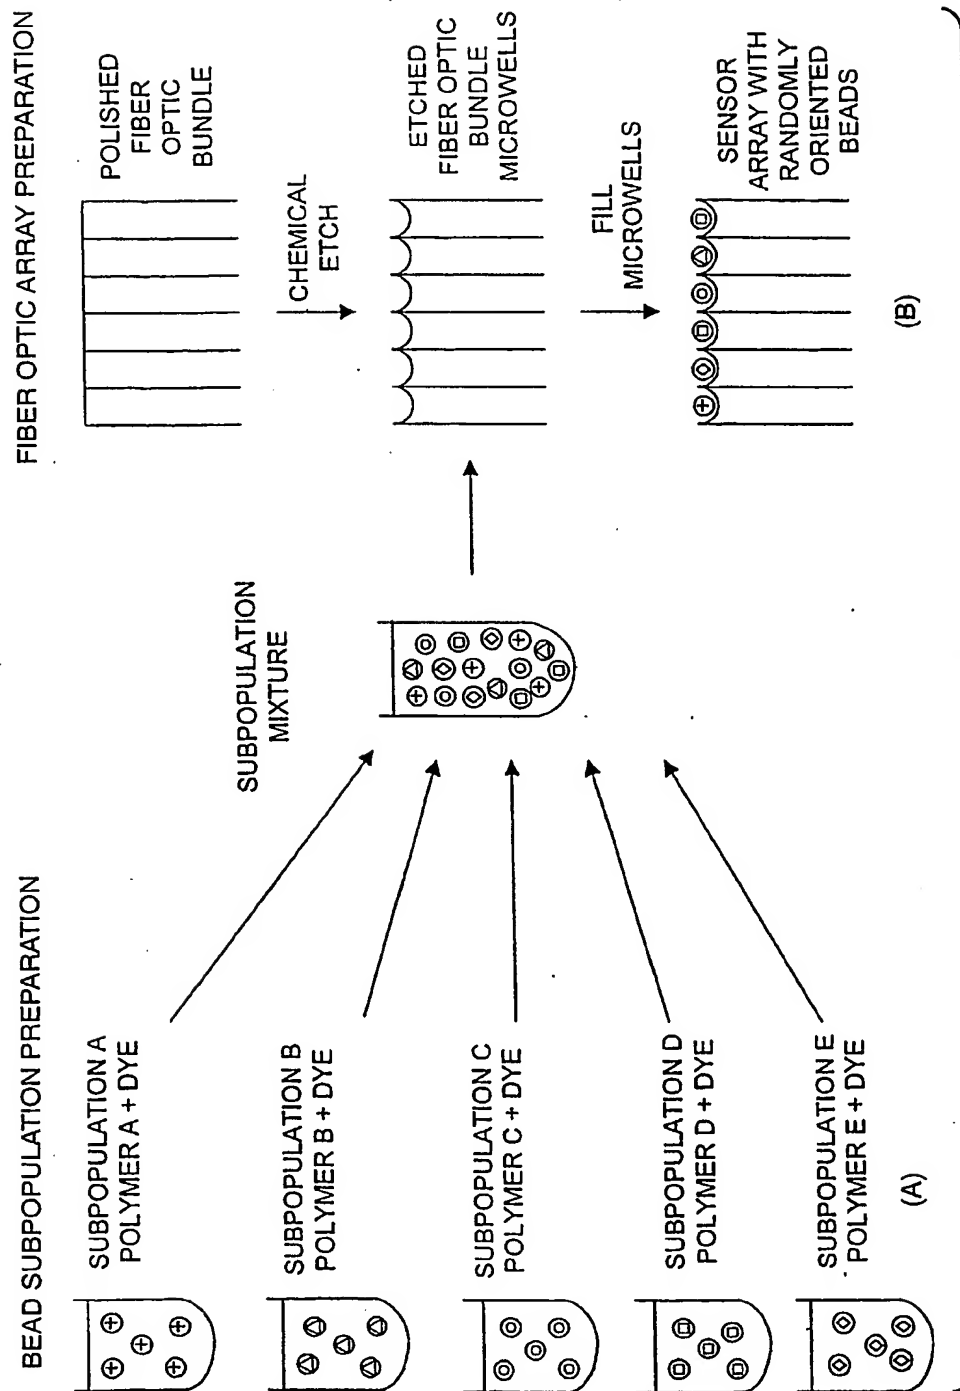 BEAD SUBPOPULATION PREPARATION
SUBPOPULATION A
POLYMER A + DYE
SUBPOPULATION B
POLYMER B + DYE
SUBPOPULATION C
POLYMER C + DYE
SUBPOPULATION D
POLYMER D + DYE
SUBPOPULATION E
POLYMER E + DYE
(A)
SUBPOPULATION
MIXTURE
FIBER OPTIC ARRAY PREPARATION
POLISHED
FIBER
OPTIC
BUNDLE
CHEMICAL
ETCH
ETCHED
FIBER OPTIC
BUNDLE
MICROWELLS
FILL
MICROWELLS
SENSOR
ARRAY WITH
RANDOMLY
ORIENTED
BEADS
(B)